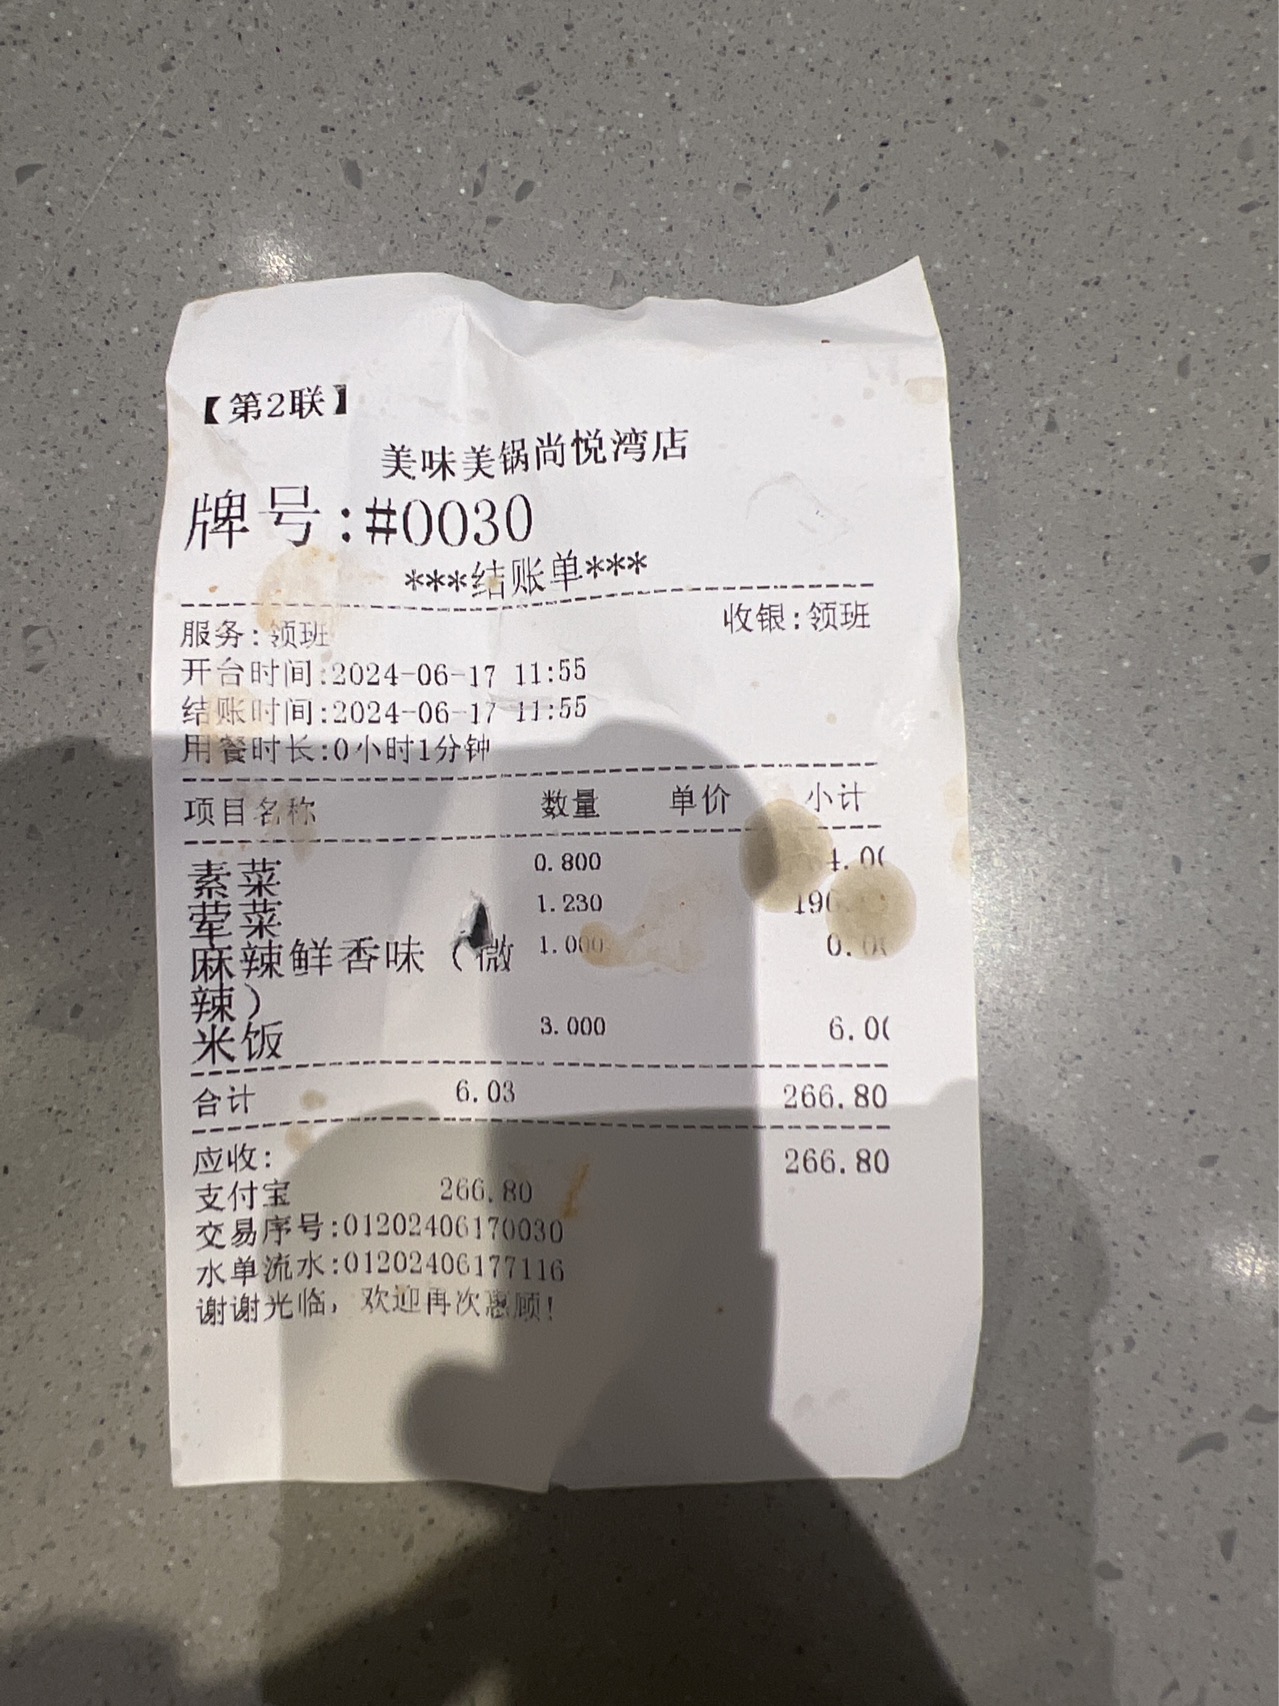 【第2联】
美味美锅尚悦湾店
牌号:#0030
***结账单***
服务:领班 收银:领班
开台时间:2024-06-17 11:55
结账时间:2024-06-17 11:55
用餐时长:0小时1分钟
项目名称 数量 单价 小计
素菜 0.800
荤菜 1.230
麻辣鲜香味（微 1.000
辣）
米饭 3.000 6.0
合计 6.03 266.80
应收: 266.80
支付宝 266.80
交易序号:01202406170030
水单流水:01202406177116
谢谢光临, 欢迎再次惠顾!